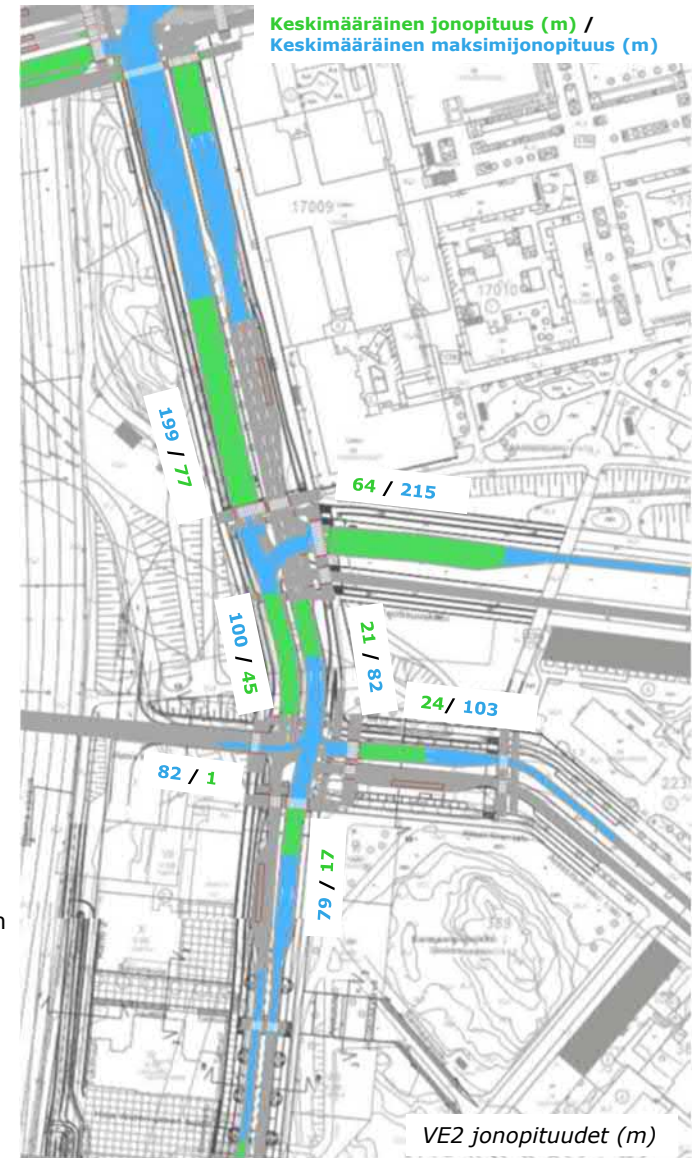 Keskimääräinen jonopituus (m) /
Keskimääräinen maksimijonopituus (m)
17009
17010
199 / 77
64 / 215
100 / 45
21 / 82
24/ 103
82 / 1
79 / 17
n
389
VE2 jonopituudet (m)